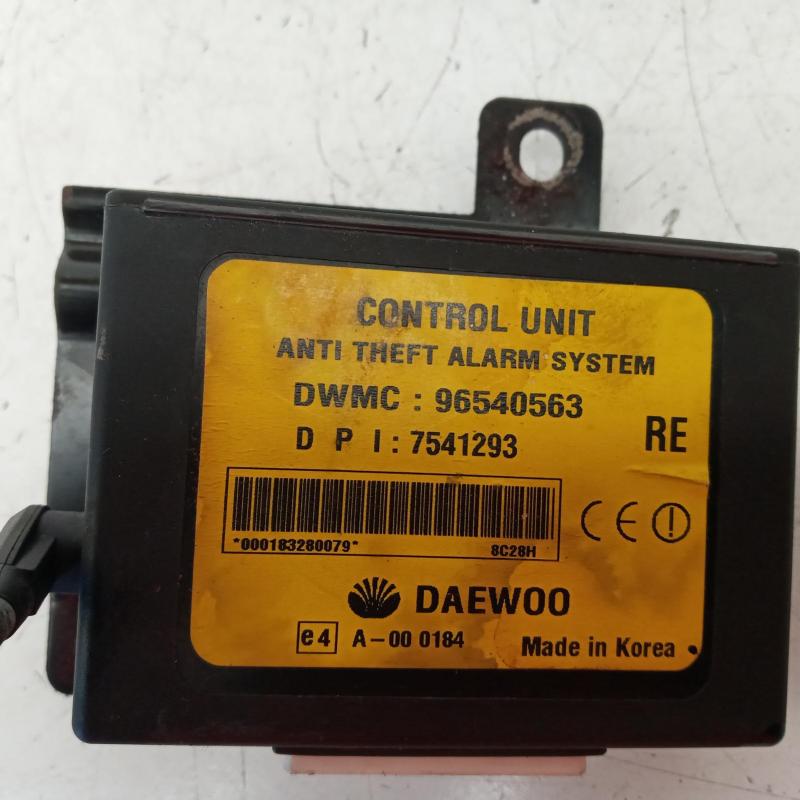 CONTROL UNIT
ANTI THEFT ALARM SYSTEM
DWMC : 96540563
D P I : 7541293
RE
*000183280079* 8C28H
CE
DAEWOO
e4 A-00 0184 Made in Korea